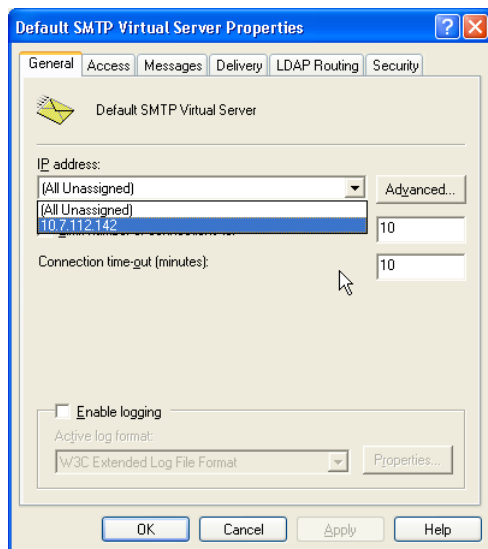 Default SMTP Virtual Server Properties
General Access Messages Delivery LDAP Routing Security
Default SMTP Virtual Server
IP address:
(All Unassigned) Advanced...
(All Unassigned)
10.7.112.142
10
Connection time-out (minutes): 10
Enable logging
Active log format:
W3C Extended Log File Format Properties...
OK Cancel Apply Help